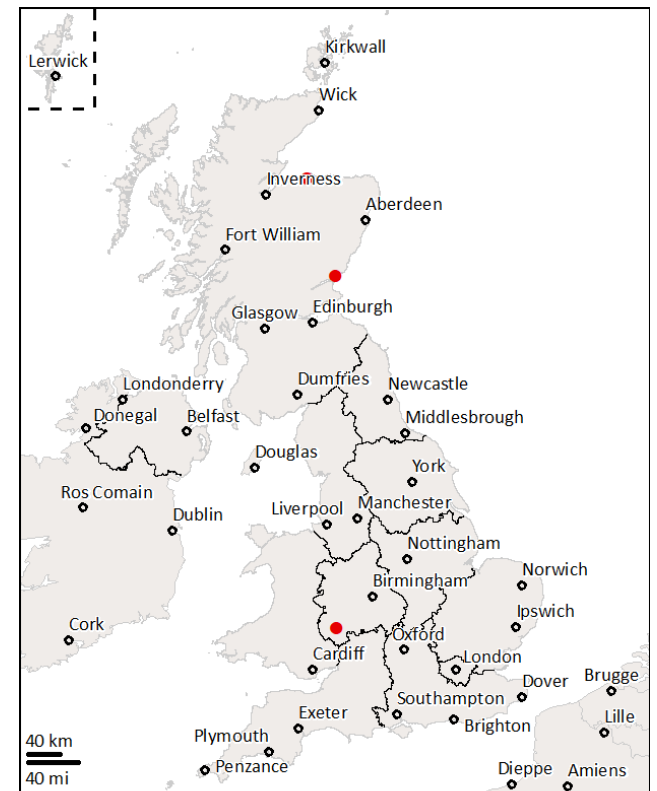 Kirkwall
Lerwick
Wick
Inverness
Aberdeen
Fort William
Edinburgh
Glasgow
Dumfries
Londonderry
Newcastle
Donegal
Belfast
Middlesbrough
Douglas
York
Ros Comain
Liverpool
Manchester
Dublin
Nottingham
Norwich
Birmingham
Ipswich
Cork
Oxford
Cardiff
London
Dover
Brugge
Southampton
Exeter
Lille
Brighton
Plymouth
40 km
Penzance
Dieppe
Amiens
40 mi